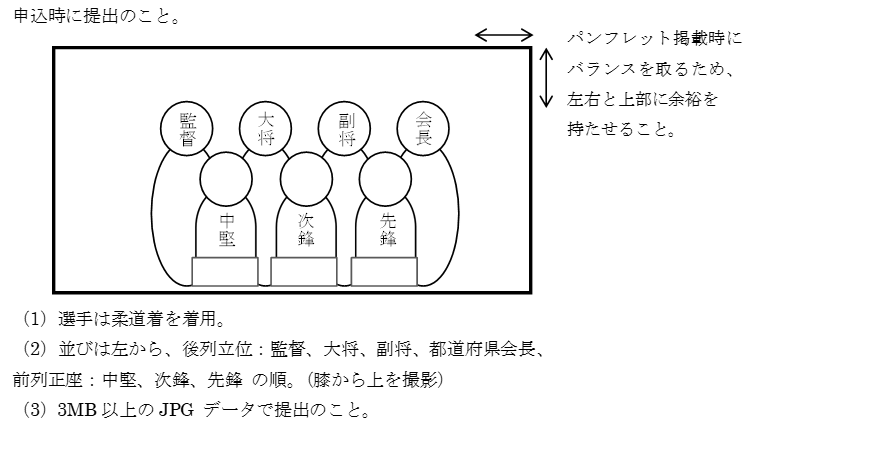 申込時に提出のこと。
パンフレット掲載時に
バランスを取るため、
左右と上部に余裕を
持たせること。
監督
大将
副将
会長
中堅
次鋒
先鋒
（1）選手は柔道着を着用。
（2）並びは左から、後列立位：監督、大将、副将、都道府県会長、
前列正座：中堅、次鋒、先鋒 の順。（膝から上を撮影）
（3）3MB 以上の JPG データで提出のこと。